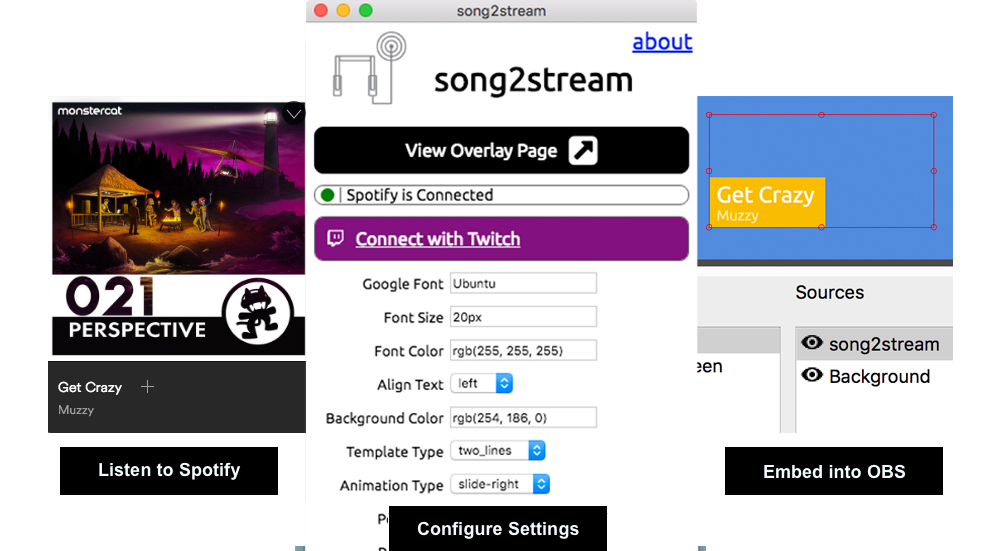 song2stream
about
song2stream
View Overlay Page
Spotify is Connected
Connect with Twitch
Google Font Ubuntu
Font Size 20px
Font Color rgb(255, 255, 255)
Align Text left
Background Color rgb(254, 186, 0)
Template Type two_lines
Animation Type slide-right
Configure Settings
monstercat
021
PERSPECTIVE
Get Crazy
Muzzy
Listen to Spotify
Get Crazy
Muzzy
Sources
song2stream
een
Background
Embed into OBS